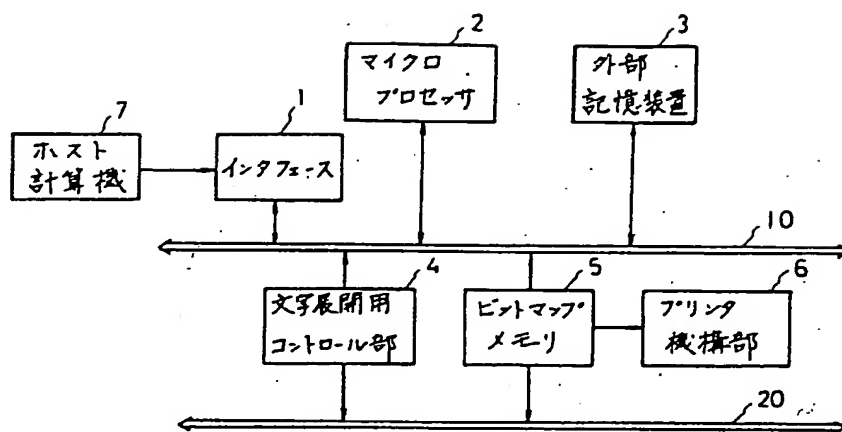 2
マイクロ
プロセッサ
3
外部
記憶装置
7
ホスト
計算機
1
インタフェース
10
4
文字展開用
コントロール部
5
ビットマップ
メモリ
6
プリンタ
機構部
20